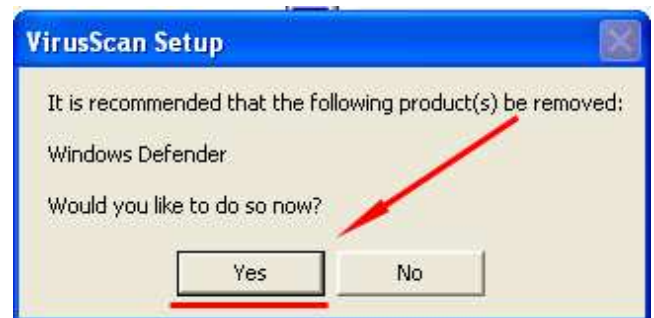 VirusScan Setup
It is recommended that the following product(s) be removed:
Windows Defender
Would you like to do so now?
Yes No